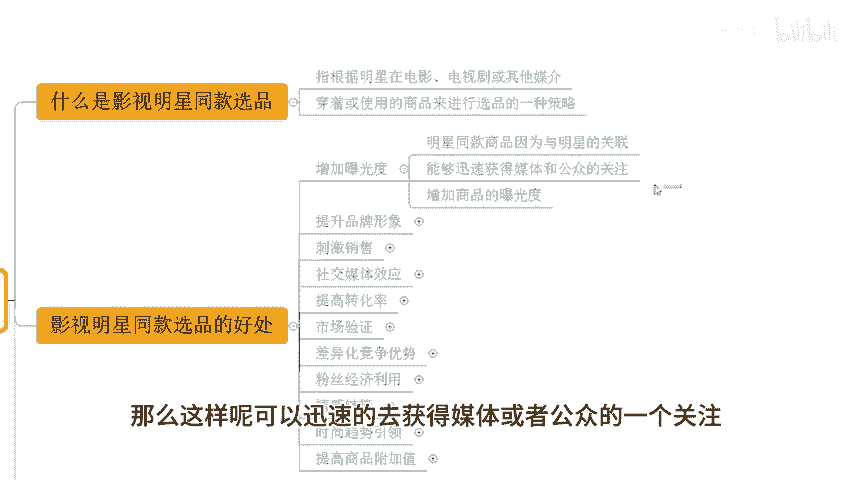 bilibili
什么是影视明星同款选品
指根据明星在电影、电视剧或其他媒介
穿着或使用的商品来进行选品的一种策略
影视明星同款选品的好处
增加曝光度
明星同款商品因为与明星的关联
能够迅速获得媒体和公众的关注
增加商品的曝光度
提升品牌形象
刺激销售
社交媒体效应
提高转化率
市场验证
差异化竞争优势
粉丝经济利用
时尚趋势引领
提高商品附加值
那么这样呢可以迅速的去获得媒体或者公众的一个关注